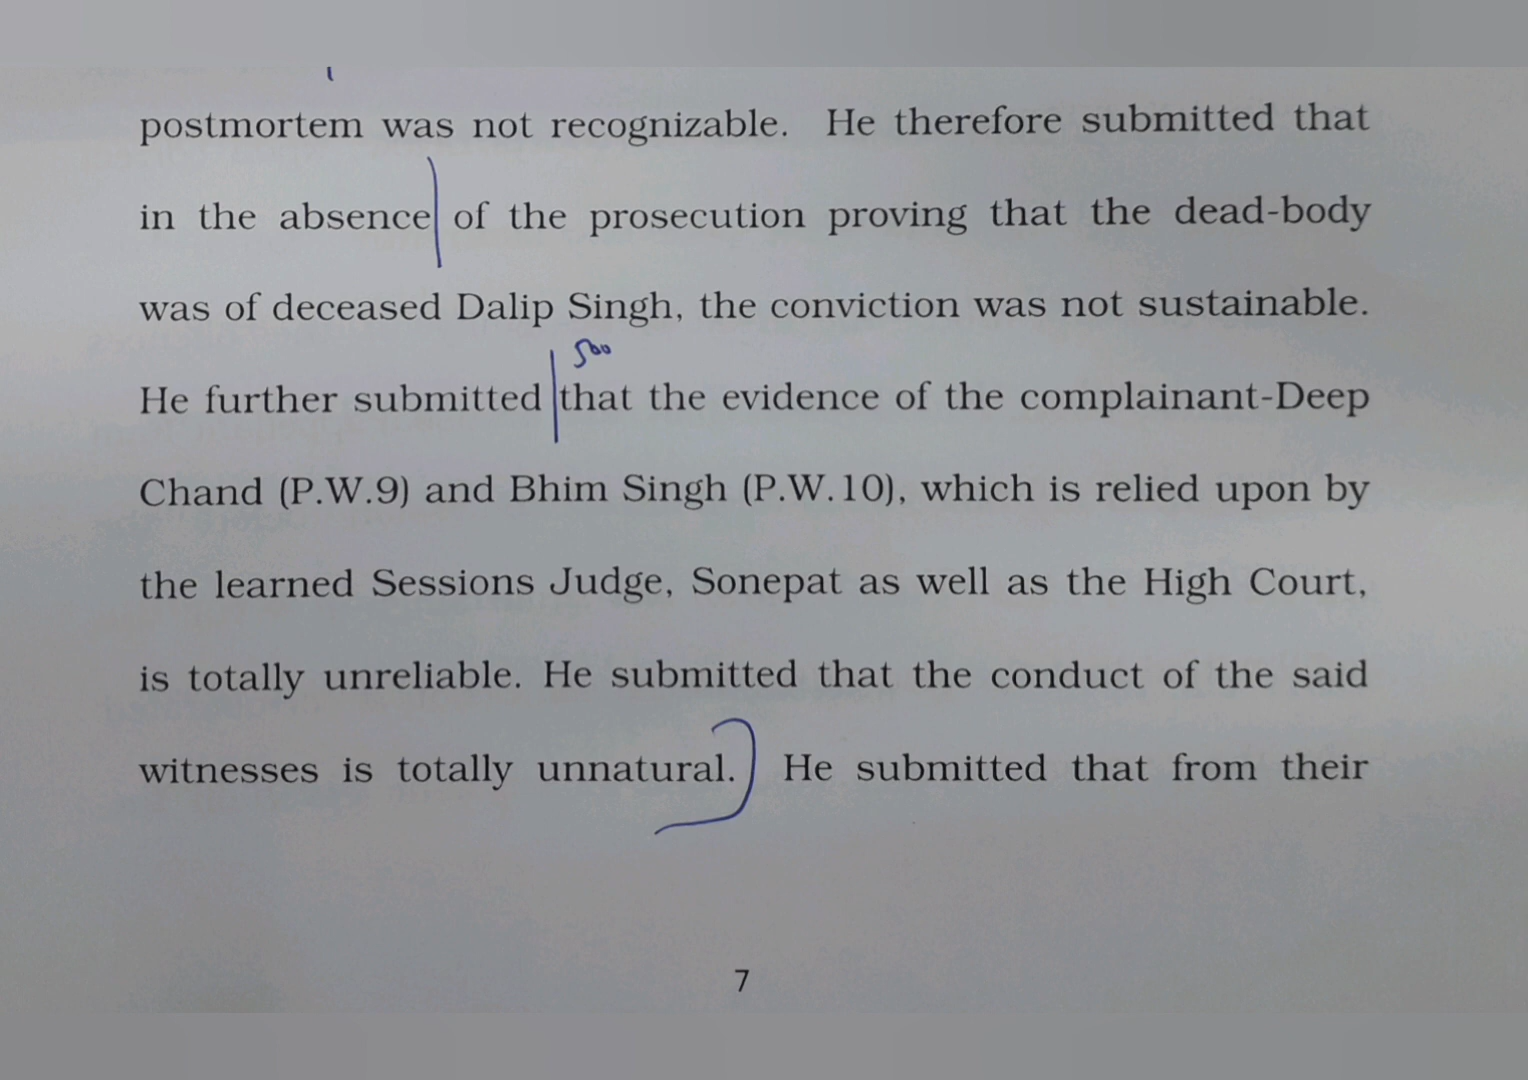 postmortem was not recognizable. He therefore submitted that
in the absence of the prosecution proving that the dead-body
was of deceased Dalip Singh, the conviction was not sustainable.
500
He further submitted that the evidence of the complainant-Deep
Chand (P.W.9) and Bhim Singh (P.W.10), which is relied upon by
the learned Sessions Judge, Sonepat as well as the High Court,
is totally unreliable. He submitted that the conduct of the said
witnesses is totally unnatural. He submitted that from their
7